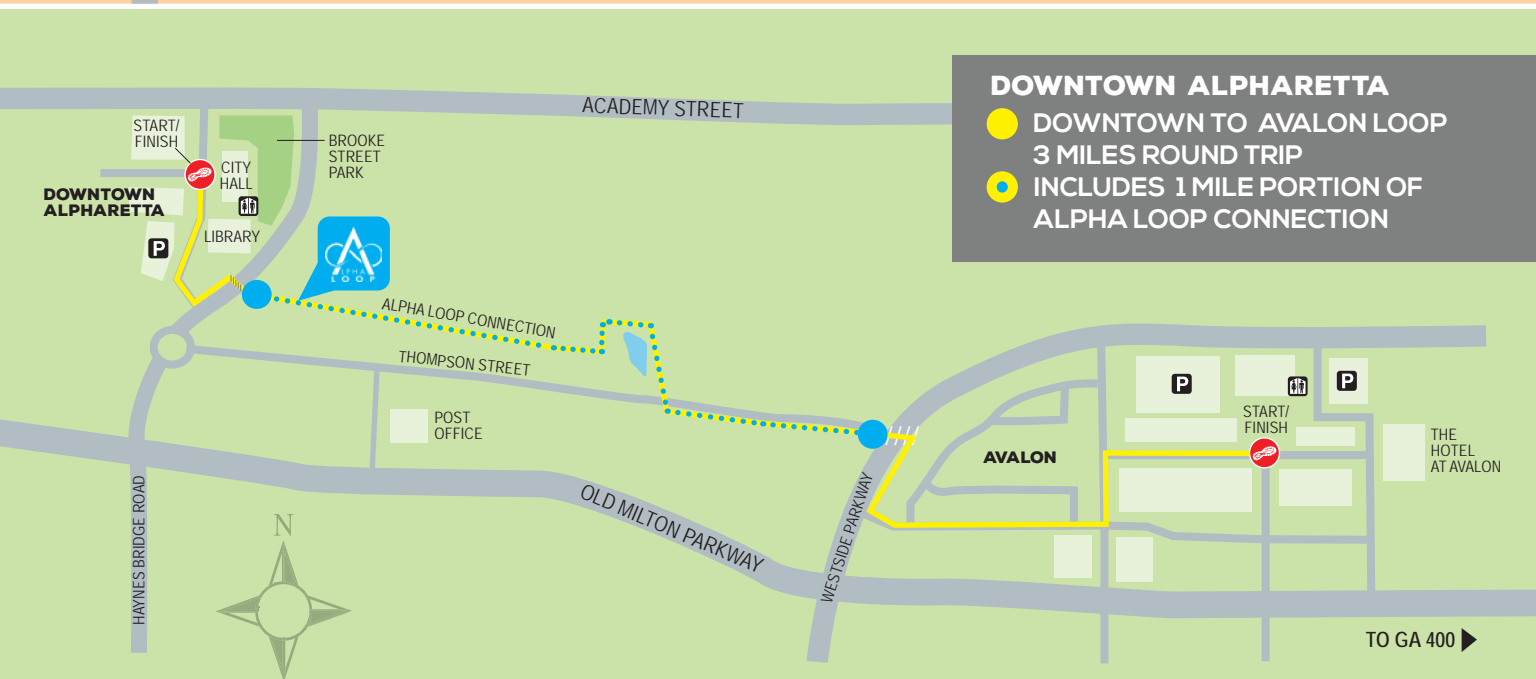 DOWNTOWN ALPHARETTA
DOWNTOWN TO AVALON LOOP
3 MILES ROUND TRIP
INCLUDES 1 MILE PORTION OF
ALPHA LOOP CONNECTION
ACADEMY STREET
START/
FINISH
CITY
HALL
BROOKE
STREET
PARK
DOWNTOWN
ALPHARETTA
P
LIBRARY
A
ALPHA
LOOP
ALPHA LOOP CONNECTION
THOMPSON STREET
POST
OFFICE
HAYNES BRIDGE ROAD
N
OLD MILTON PARKWAY
WESTSIDE PARKWAY
AVALON
P
P
START/
FINISH
THE
HOTEL
AT AVALON
TO GA 400